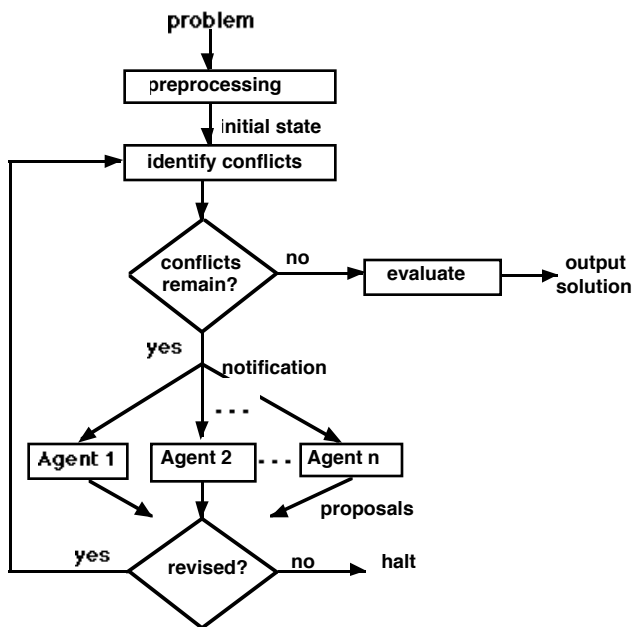 problem
preprocessing
initial state
identify conflicts
conflicts
remain?
no
evaluate
output
solution
yes
notification
. . .
Agent 1
Agent 2
. . .
Agent n
proposals
yes
revised?
no
halt